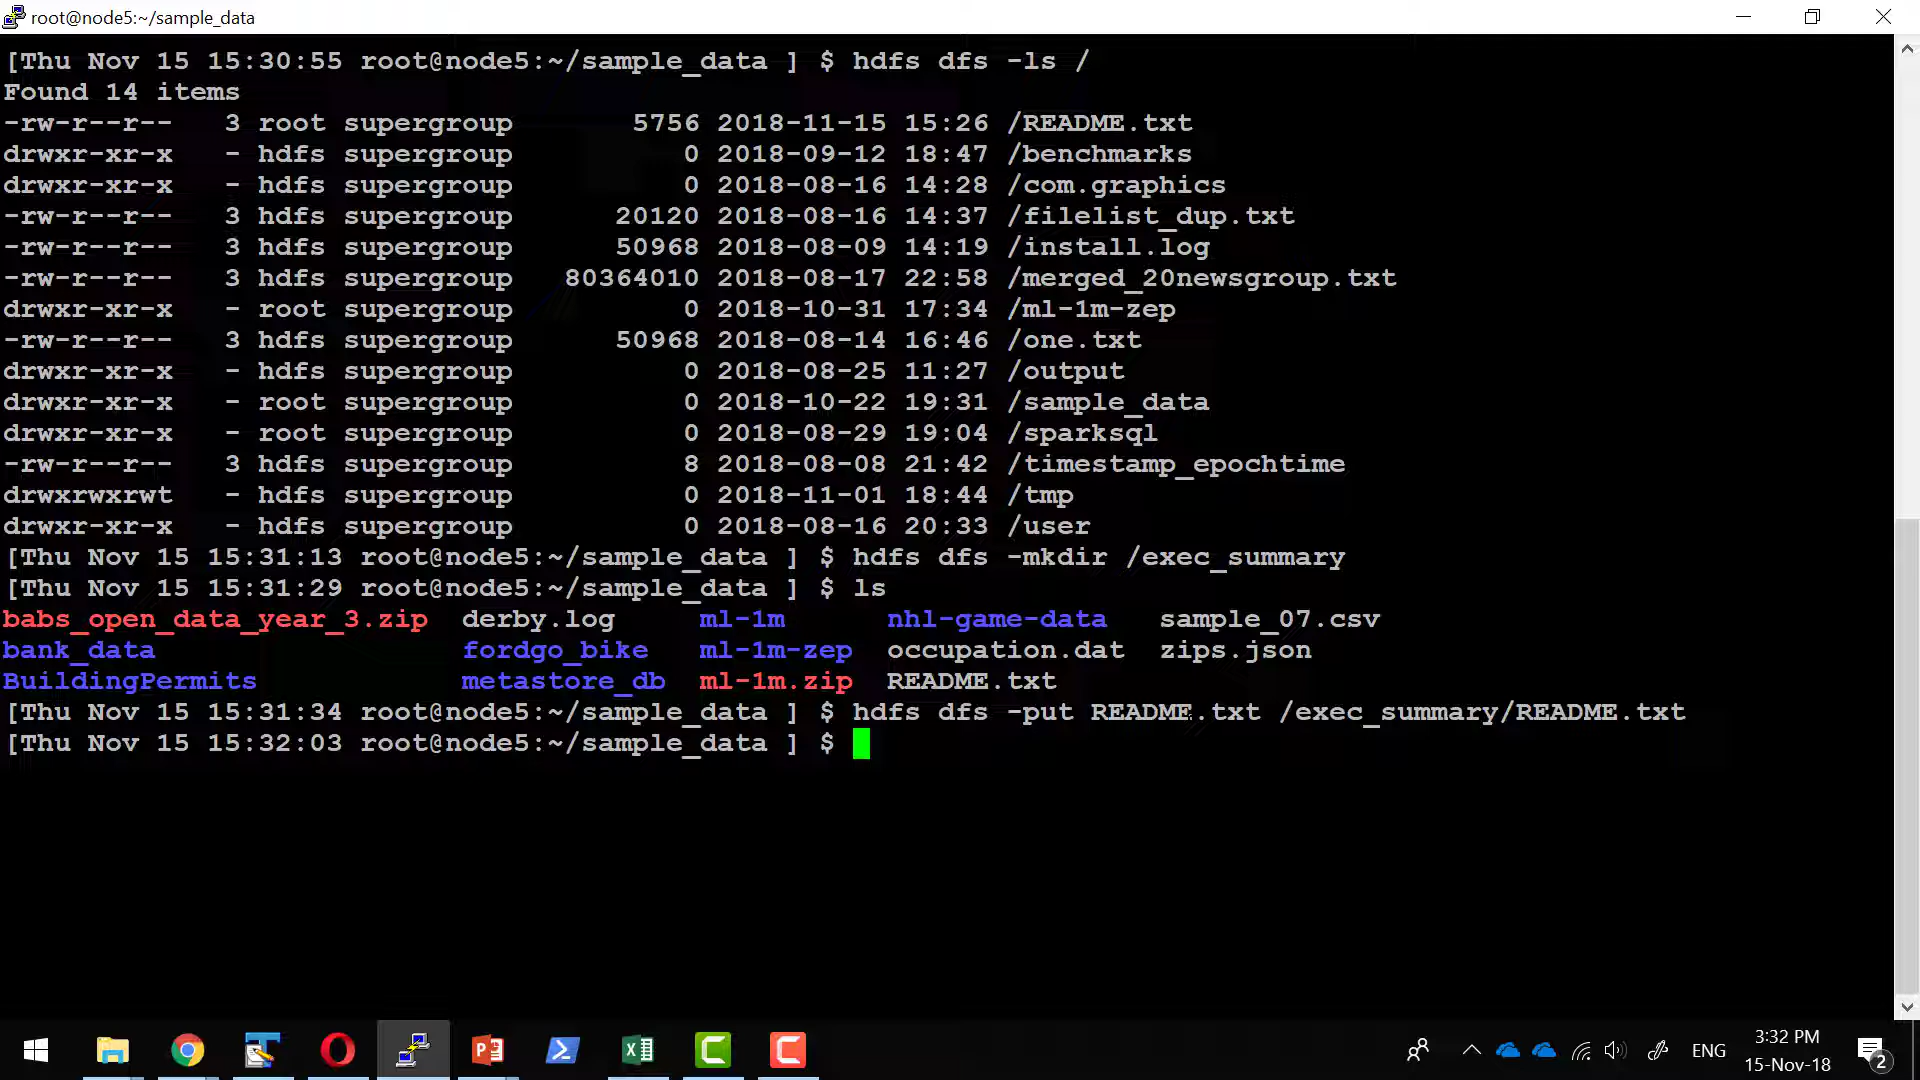 root@node5:~/sample_data
[Thu Nov 15 15:30:55 root@node5:~/sample_data ] $ hdfs dfs -ls /
Found 14 items
-rw-r--r--   3 root supergroup       5756 2018-11-15 15:26 /README.txt
drwxr-xr-x   - hdfs supergroup          0 2018-09-12 18:47 /benchmarks
drwxr-xr-x   - hdfs supergroup          0 2018-08-16 14:28 /com.graphics
-rw-r--r--   3 hdfs supergroup      20120 2018-08-16 14:37 /filelist_dup.txt
-rw-r--r--   3 hdfs supergroup      50968 2018-08-09 14:19 /install.log
-rw-r--r--   3 hdfs supergroup   80364010 2018-08-17 22:58 /merged_20newsgroup.txt
drwxr-xr-x   - root supergroup          0 2018-10-31 17:34 /ml-1m-zep
-rw-r--r--   3 hdfs supergroup      50968 2018-08-14 16:46 /one.txt
drwxr-xr-x   - hdfs supergroup          0 2018-08-25 11:27 /output
drwxr-xr-x   - root supergroup          0 2018-10-22 19:31 /sample_data
drwxr-xr-x   - root supergroup          0 2018-08-29 19:04 /sparksql
-rw-r--r--   3 hdfs supergroup          8 2018-08-08 21:42 /timestamp_epochtime
drwxrwxrwt   - hdfs supergroup          0 2018-11-01 18:44 /tmp
drwxr-xr-x   - hdfs supergroup          0 2018-08-16 20:33 /user
[Thu Nov 15 15:31:13 root@node5:~/sample_data ] $ hdfs dfs -mkdir /exec_summary
[Thu Nov 15 15:31:29 root@node5:~/sample_data ] $ ls
babs_open_data_year_3.zip  derby.log     ml-1m      nhl-game-data   sample_07.csv
bank_data                  fordgo_bike   ml-1m-zep  occupation.dat  zips.json
BuildingPermits            metastore_db  ml-1m.zip  README.txt
[Thu Nov 15 15:31:34 root@node5:~/sample_data ] $ hdfs dfs -put README.txt /exec_summary/README.txt
[Thu Nov 15 15:32:03 root@node5:~/sample_data ] $
ENG
3:32 PM
15-Nov-18
2